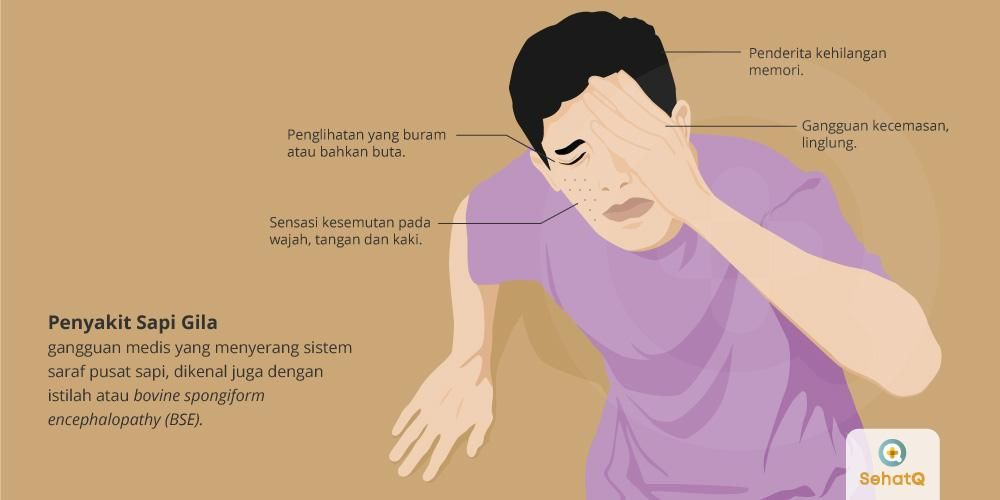 Penderita kehilangan
memori.
Gangguan kecemasan,
linglung.
Penglihatan yang buram
atau bahkan buta.
Sensasi kesemutan pada
wajah, tangan dan kaki.
Penyakit Sapi Gila
gangguan medis yang menyerang sistem
saraf pusat sapi, dikenal juga dengan
istilah atau bovine spongiform
encephalopathy (BSE).
SehatQ